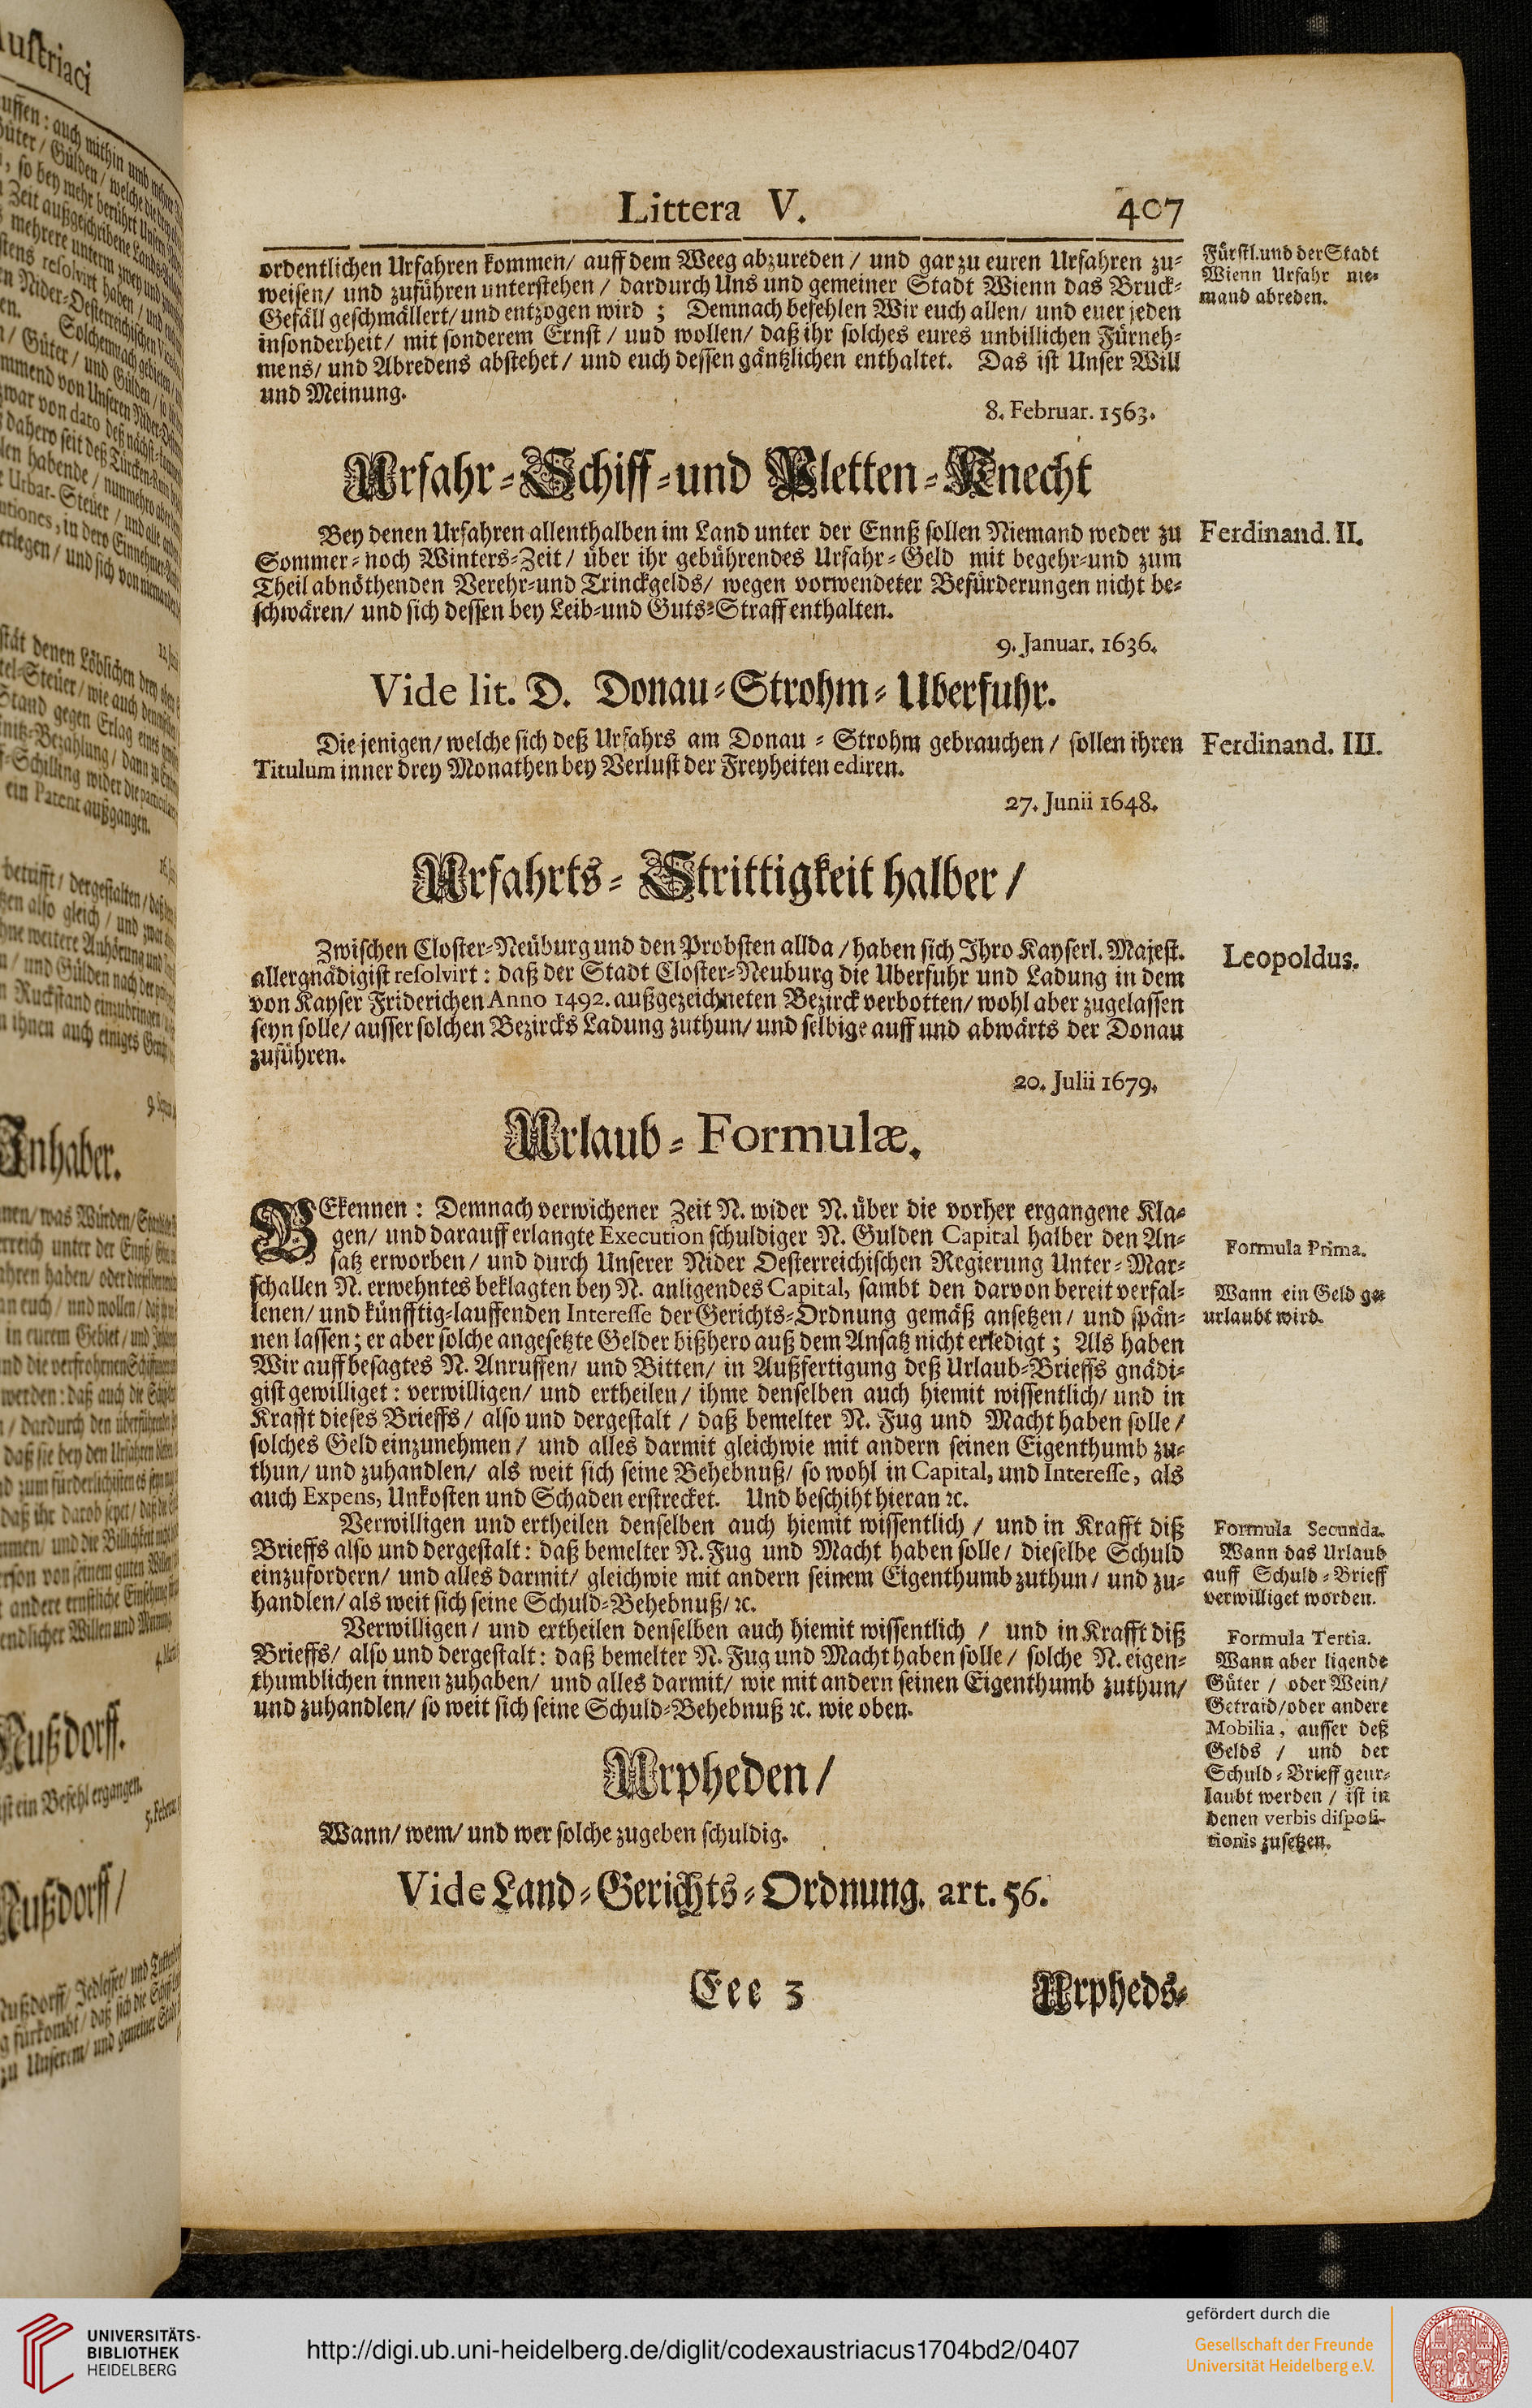 Littera V. 407
ordentlichen Urfahren kommen/ auff dem Weeg abzureden / und gar zu euren Urfahren zu-
weisen/ und zuführen unterstehen / dardurch Uns und gemeiner Stadt Wienn das Bruck-
Gefäll geschmällert/ und entzogen wird ; Demnach befehlen Wir euch allen/ und euer jeden
insonderheit/ mit sonderem Ernst / und wollen/ daß ihr solches eures unbillichen Fürneh-
mens/ und Abredens abstehet / und euch dessen gäntzlichen enthaltet. Das ist Unser Will
und Meinung.
8. Februar. 1563.
Fürstl. und der Stadt
Wienn Urfahr nie-
mand abreden.
Urfahr-Schiff-und Pletten-Knecht
Bey denen Urfahren allenthalben im Land unter der Ennß sollen Niemand weder zu
Sommer- noch Winters-Zeit / über ihr gebührendes Urfahr-Geld mit begehr-und zum
Theil abnöthenden Verehr-und Trinckgelds/ wegen vorwendeter Befürderungen nicht be-
schwären/ und sich dessen bey Leib-und Guts-Straff enthalten.
9. Januar. 1636.
Ferdinand. II.
Vide lit. D. Donau-Strohm-Uberfuhr.
Die jenigen/ welche sich deß Urfahrs am Donau-Strohm gebrauchen / sollen ihren
Titulum inner drey Monathen bey Verlust der Freyheiten ediren.
27. Junii 1648.
Ferdinand. III.
Urfahrts-Strittigkeit halber /
Zwischen Closter-Neüburg und den Probsten allda / haben sich Ihro Kayserl. Majest.
allergnädigist resolvirt : daß der Stadt Closter-Neuburg die Uberfuhr und Ladung in dem
von Kayser Friderichen Anno 1492. außgezeichneten Bezirck verbotten/ wohl aber zugelassen
seyn solle/ ausser solchen Bezircks Ladung zuthun/ und selbige auff und abwärts der Donau
zuführen.
20. Julii 1679.
Leopoldus.
Urlaub-Formulæ.
BEkennen : Demnach verwichener Zeit N. wider N. über die vorher ergangene Kla-
gen/ und darauff erlangte Execution schuldiger N. Gulden Capital halber den An-
satz erworben / und durch Unserer Nider Oesterreichischen Regierung Unter-Mar-
schallen N. erwehntes beklagten bey N. anligendes Capital, sambt den darvon bereit verfal-
lenen/ und künfftig-lauffenden Interesse der Gerichts-Ordnung gemäß ansetzen / und spän-
nen lassen ; er aber solche angesetzte Gelder bißhero auß dem Ansatz nicht erledigt ; Als haben
Wir auff besagtes N. Anruffen/ und Bitten/ in Außfertigung deß Urlaub-Brieffs gnädi-
gist gewilliget : verwilligen/ und ertheilen/ ihme denselben auch hiemit wissentlich/ und in
Krafft dieses Brieffs / also und dergestalt / daß bemelter N. Fug und Macht haben solle /
solches Geld einzunehmen / und alles darmit gleichwie mit andern seinen Eigenthumb zu-
thun/ und zuhandlen/ als weit sich seine Behebnuß/ so wohl in Capital, und Interesse, als
auch Expens, Unkosten und Schaden erstrecket. Und beschiht hieran ꝛc.
Formula Prima.
Wann ein Geld ge-
urlaubt wird.
Verwilligen und ertheilen denselben auch hiemit wissentlich / und in Krafft diß
Brieffs also und dergestalt : daß bemelter N. Fug und Macht haben solle / dieselbe Schuld
einzufordern/ und alles darmit/ gleichwie mit andern seinem Eigenthumb zuthun / und zu-
handlen/ als weit sich seine Schuld-Behebnuß/ ꝛc.
Formula Secunda.
Wann das Urlaub
auff Schuld-Brieff
verwilliget worden.
Verwilligen / und ertheilen denselben auch hiemit wissentlich / und in Krafft diß
Brieffs/ also und dergestalt : daß bemelter N. Fug und Macht haben solle / solche N. eigen-
thumblichen innen zuhaben/ und alles darmit/ wie mit andern seinen Eigenthumb zuthun/
und zuhandlen/ so weit sich seine Schuld-Behebnuß ꝛc. wie oben.
Formula Tertia.
Wann aber ligende
Güter / oder Wein/
Getraid/ oder andere
Mobilia, ausser deß
Gelds / und der
Schuld-Brieff geur-
laubt werden / ist in
denen verbis disposi-
tionis zusetzen.
Urpheden /
Wann/ wem/ und wer solche zugeben schuldig.
Vide Land-Gerichts-Ordnung. art. 56.
Eee 3 Urpheds-
UNIVERSITÄTS-
BIBLIOTHEK
HEIDELBERG
http://digi.ub.uni-heidelberg.de/diglit/codexaustriacus1704bd2/0407
gefördert durch die
Gesellschaft der Freunde
Universität Heidelberg e.V.